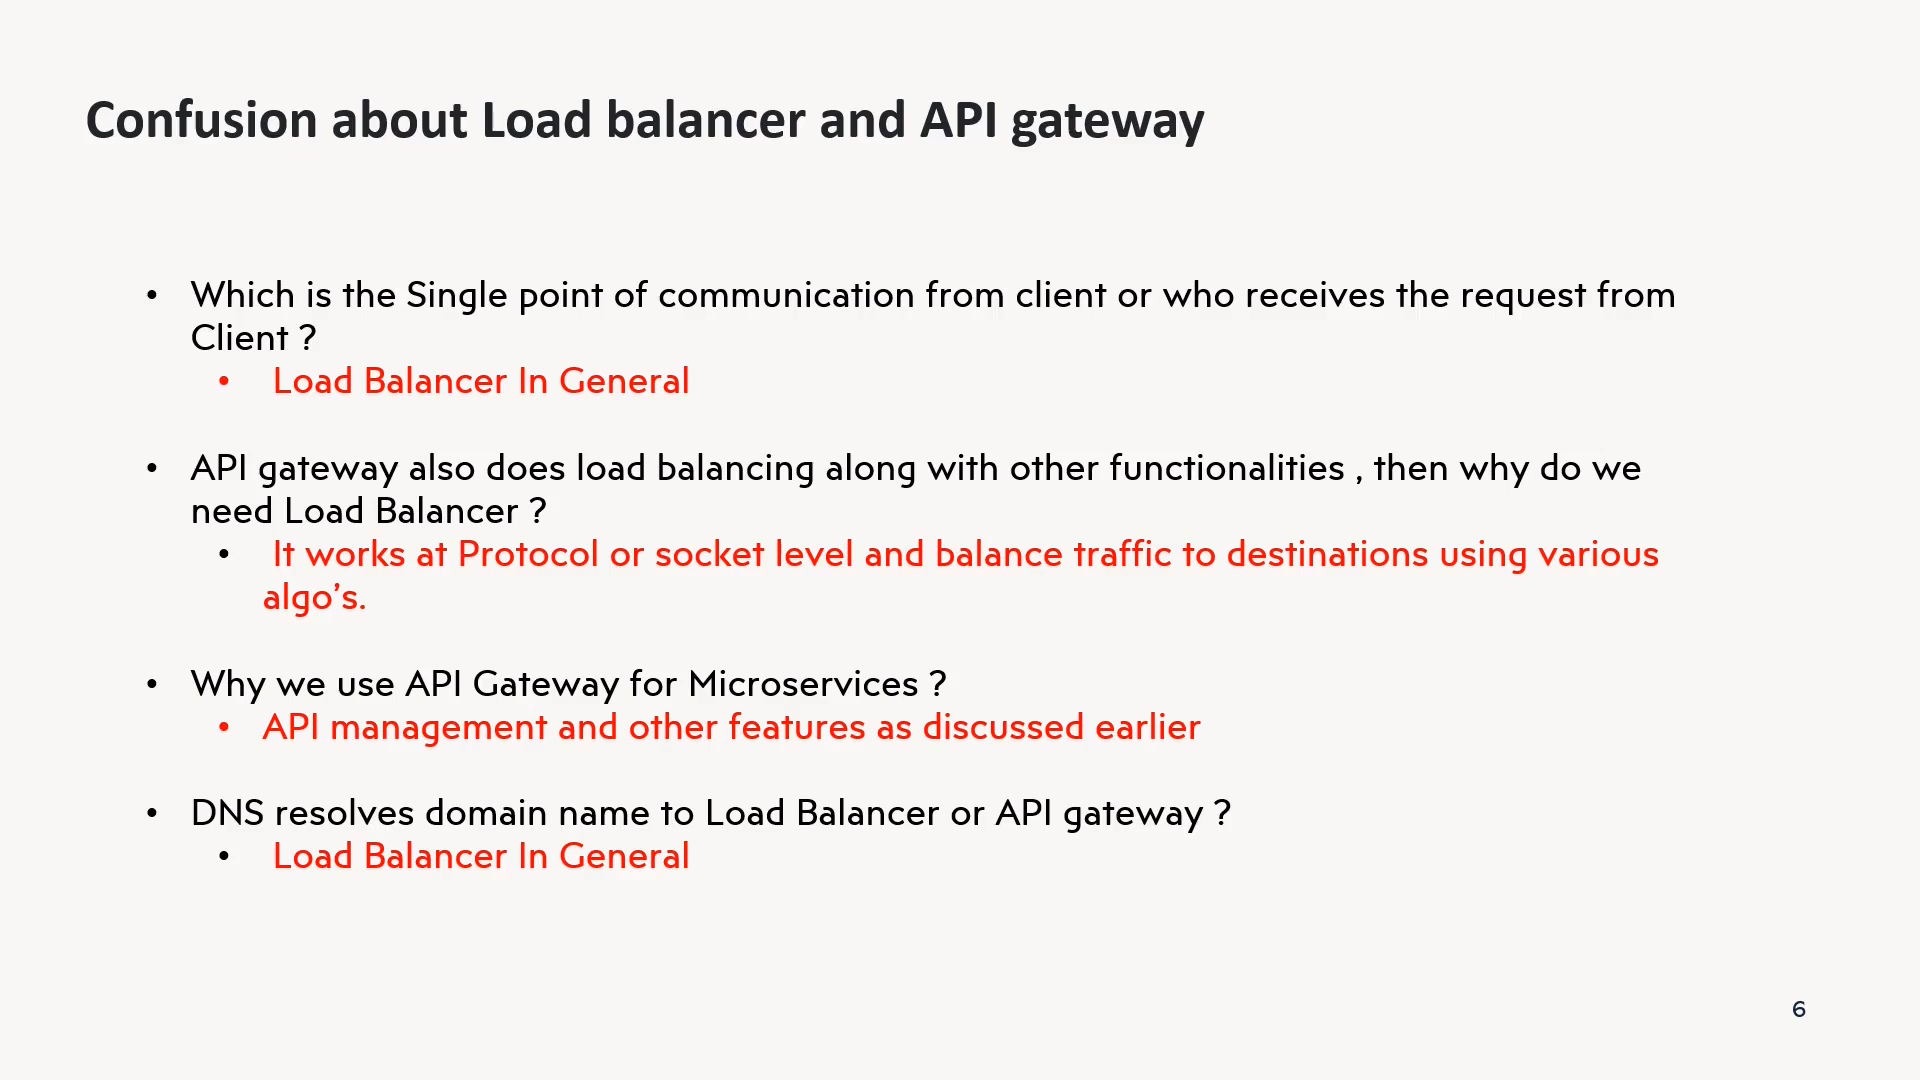 Confusion about Load balancer and API gateway
• Which is the Single point of communication from client or who receives the request from
Client ?
• Load Balancer In General
• API gateway also does load balancing along with other functionalities , then why do we
need Load Balancer ?
• It works at Protocol or socket level and balance traffic to destinations using various
algo’s.
• Why we use API Gateway for Microservices ?
• API management and other features as discussed earlier
• DNS resolves domain name to Load Balancer or API gateway ?
• Load Balancer In General
6